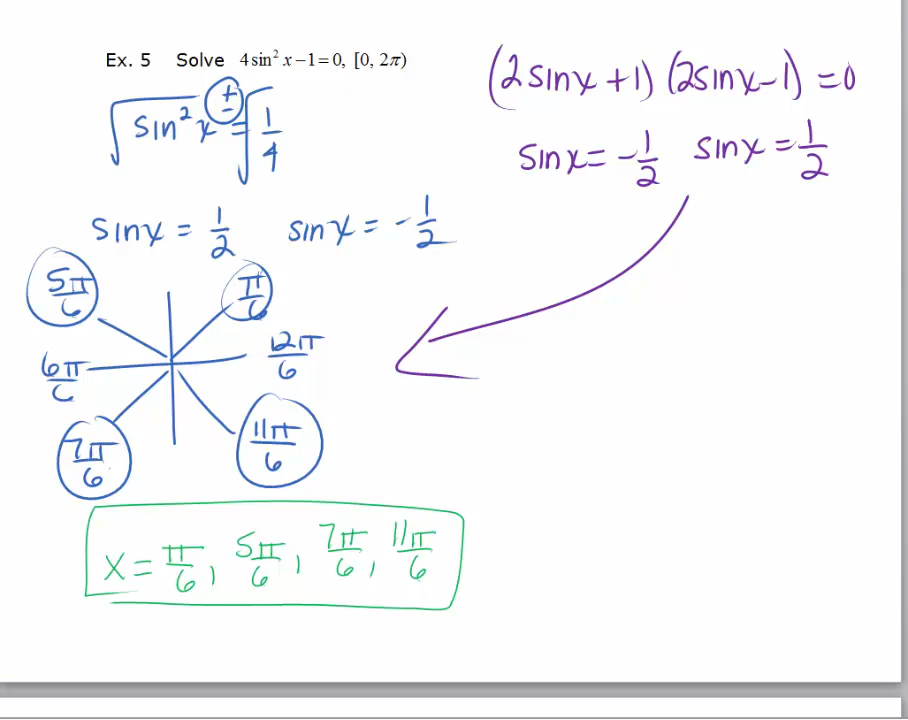 Ex. 5 Solve 4 sin² x − 1 = 0, [0, 2π)
√sin² x = ± √1/4
sin x = 1/2 sin x = -1/2
5π/6 π/6
6π/6 12π/6
7π/6 11π/6
x = π/6, 5π/6, 7π/6, 11π/6
(2 sin x + 1) (2 sin x − 1) = 0
sin x = -1/2 sin x = 1/2